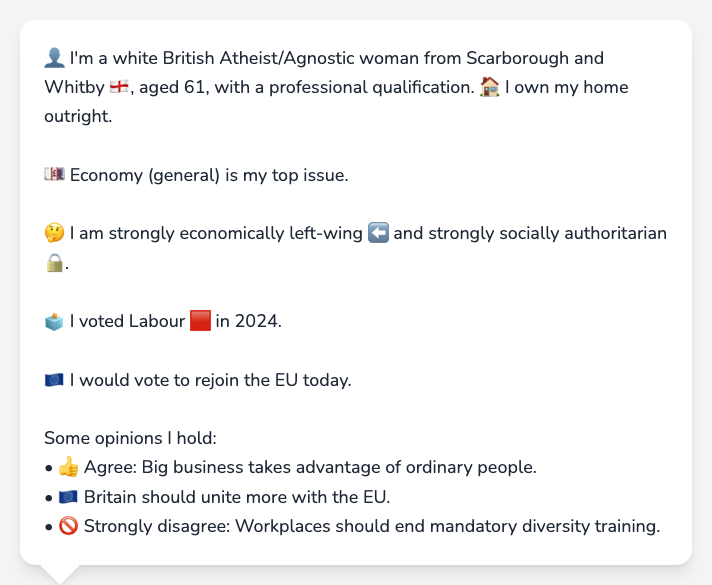 👤 I'm a white British Atheist/Agnostic woman from Scarborough and
Whitby 🏴󠁧󠁢󠁥󠁮󠁧󠁿, aged 61, with a professional qualification. 🏠 I own my home
outright.
💷 Economy (general) is my top issue.
🤔 I am strongly economically left-wing ⬅️ and strongly socially authoritarian
🔒.
🗳️ I voted Labour 🟥 in 2024.
🇪🇺 I would vote to rejoin the EU today.
Some opinions I hold:
• 👍 Agree: Big business takes advantage of ordinary people.
• 🇪🇺 Britain should unite more with the EU.
• 🚫 Strongly disagree: Workplaces should end mandatory diversity training.